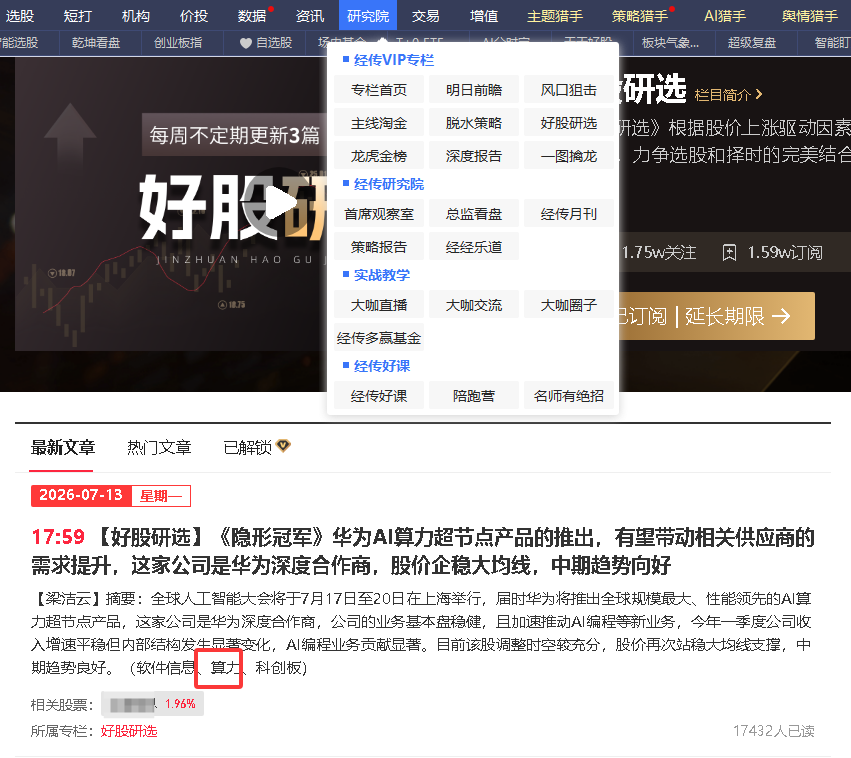 选股 短打 机构 价投 数据 资讯 研究院 交易 增值 主题猎手 策略猎手 AI猎手 舆情猎手
能选股 乾坤看盘 创业板指 自选股 板块气象... 超级复盘 智能盯
经传VIP专栏
专栏首页 明日前瞻 风口狙击
主线淘金 脱水策略 好股研选
龙虎金榜 深度报告 一图擒龙
经传研究院
首席观察室 总监看盘 经传月刊
策略报告 经经乐道
实战教学
大咖直播 大咖交流 大咖圈子
经传多赢基金
经传好课
经传好课 陪跑营 名师有绝招
每周不定期更新3篇
好股研
JINZHUAN HAO GU J
18.87
18.75
研选 栏目简介
研选》根据股价上涨驱动因素
，力争选股和择时的完美结合
1.75w关注 1.59w订阅
已订阅 延长期限
最新文章 热门文章 已解锁
2026-07-13 星期一
17:59 【好股研选】《隐形冠军》华为AI算力超节点产品的推出，有望带动相关供应商的
需求提升，这家公司是华为深度合作商，股价企稳大均线，中期趋势向好
【梁洁云】摘要：全球人工智能大会将于7月17日至20日在上海举行，届时华为将推出全球规模最大、性能领先的AI算
力超节点产品，这家公司是华为深度合作商，公司的业务基本盘稳健，且加速推动AI编程等新业务，今年一季度公司收
入增速平稳但内部结构发生显著变化，AI编程业务贡献显著。目前该股调整时空较充分，股价再次站稳大均线支撑，中
期趋势良好。（软件信息、算力、科创板）
相关股票： 1.96%
所属专栏：好股研选
17432人已读